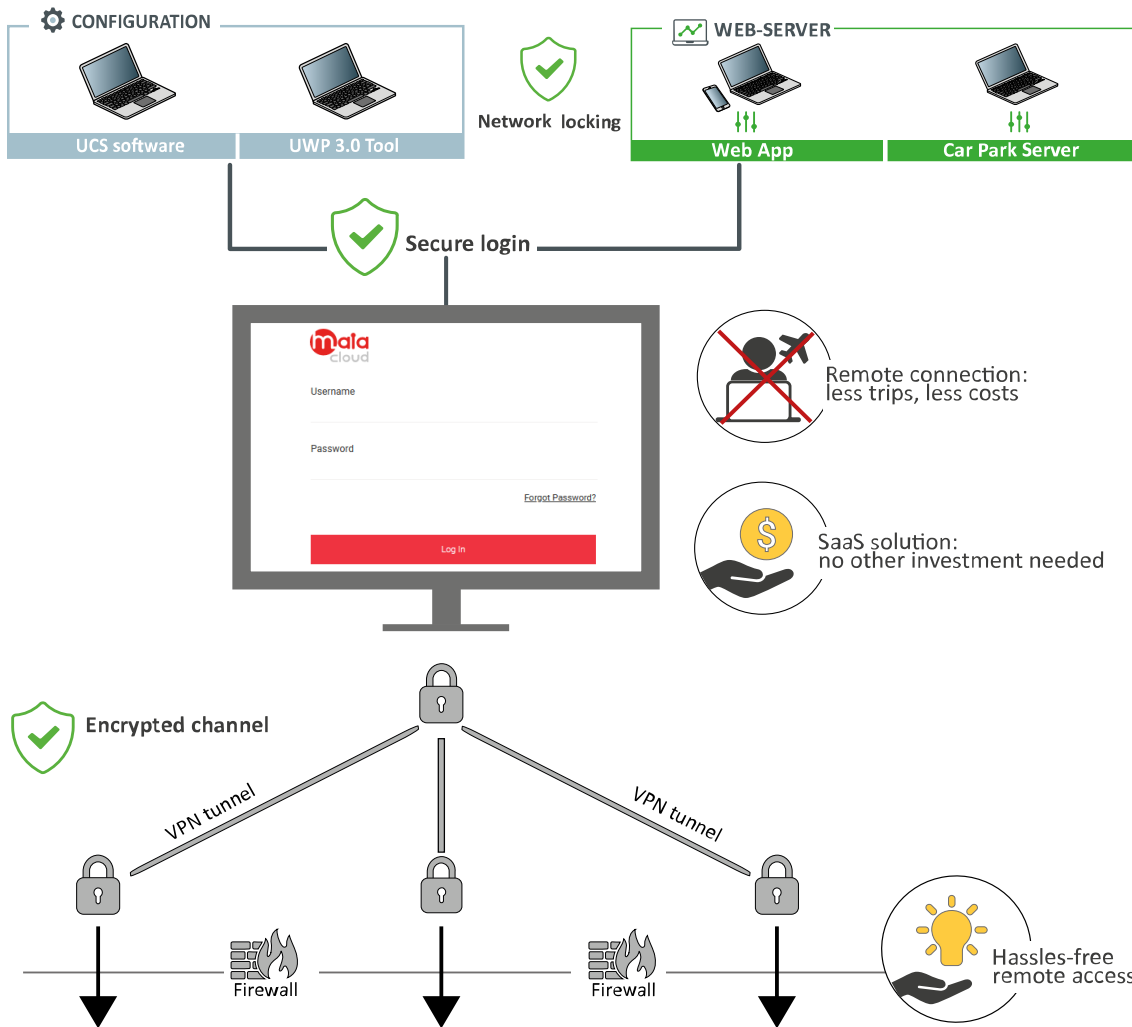 CONFIGURATION
WEB-SERVER
Network locking
UCS software
UWP 3.0 Tool
Web App
Car Park Server
Secure login
maia
cloud
Username
Password
Forgot Password?
Log In
Remote connection:
less trips, less costs
$
SaaS solution:
no other investment needed
Encrypted channel
VPN tunnel
VPN tunnel
Firewall
Firewall
Hassles-free
remote access